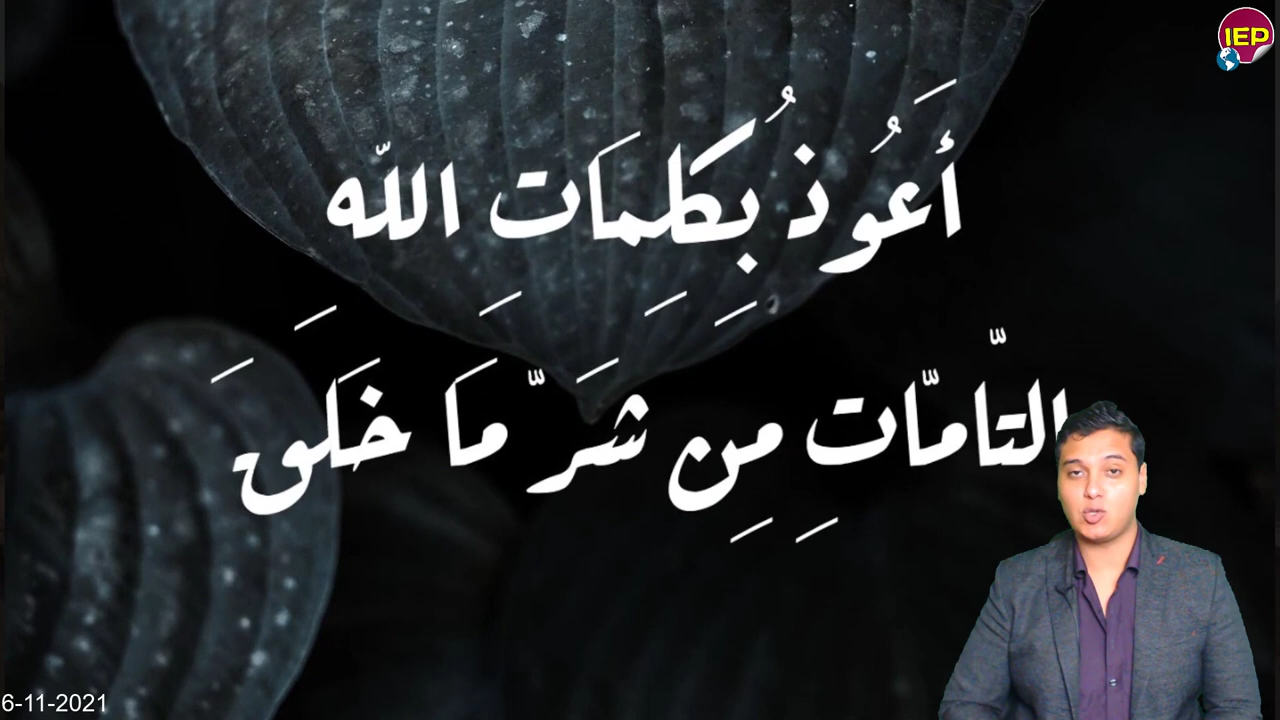 أَعُوذُ بِكَلِمَاتِ اللّه
التّامّاتِ مِن شَرّ مَا خَلَقَ
IEP
6-11-2021